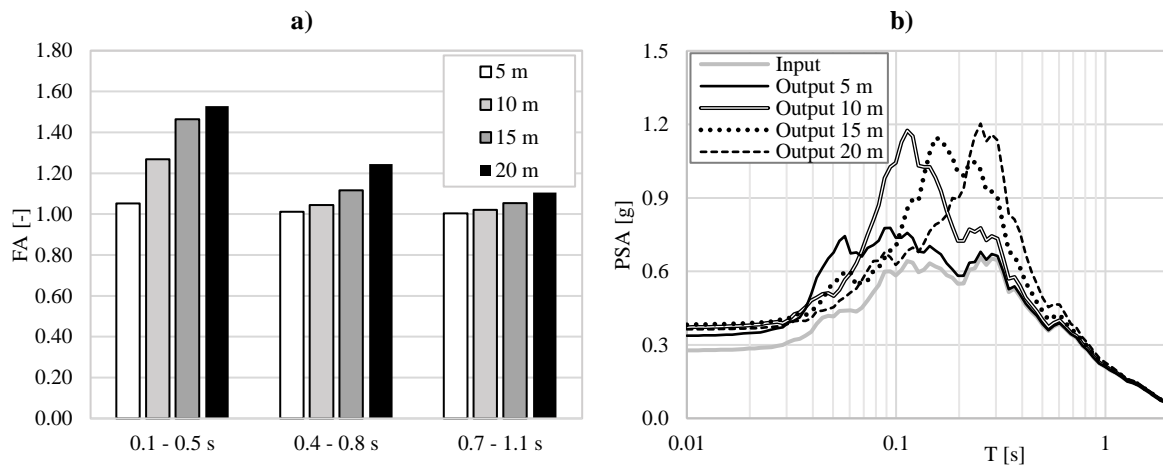 a)
FA [-]
1.80
1.60
1.40
1.20
1.00
0.80
0.60
0.40
0.20
0.00
5 m
10 m
15 m
20 m
0.1 - 0.5 s
0.4 - 0.8 s
0.7 - 1.1 s
b)
PSA [g]
1.5
1.2
0.9
0.6
0.3
0.0
Input
Output 5 m
Output 10 m
Output 15 m
Output 20 m
0.01
0.1
1
T [s]